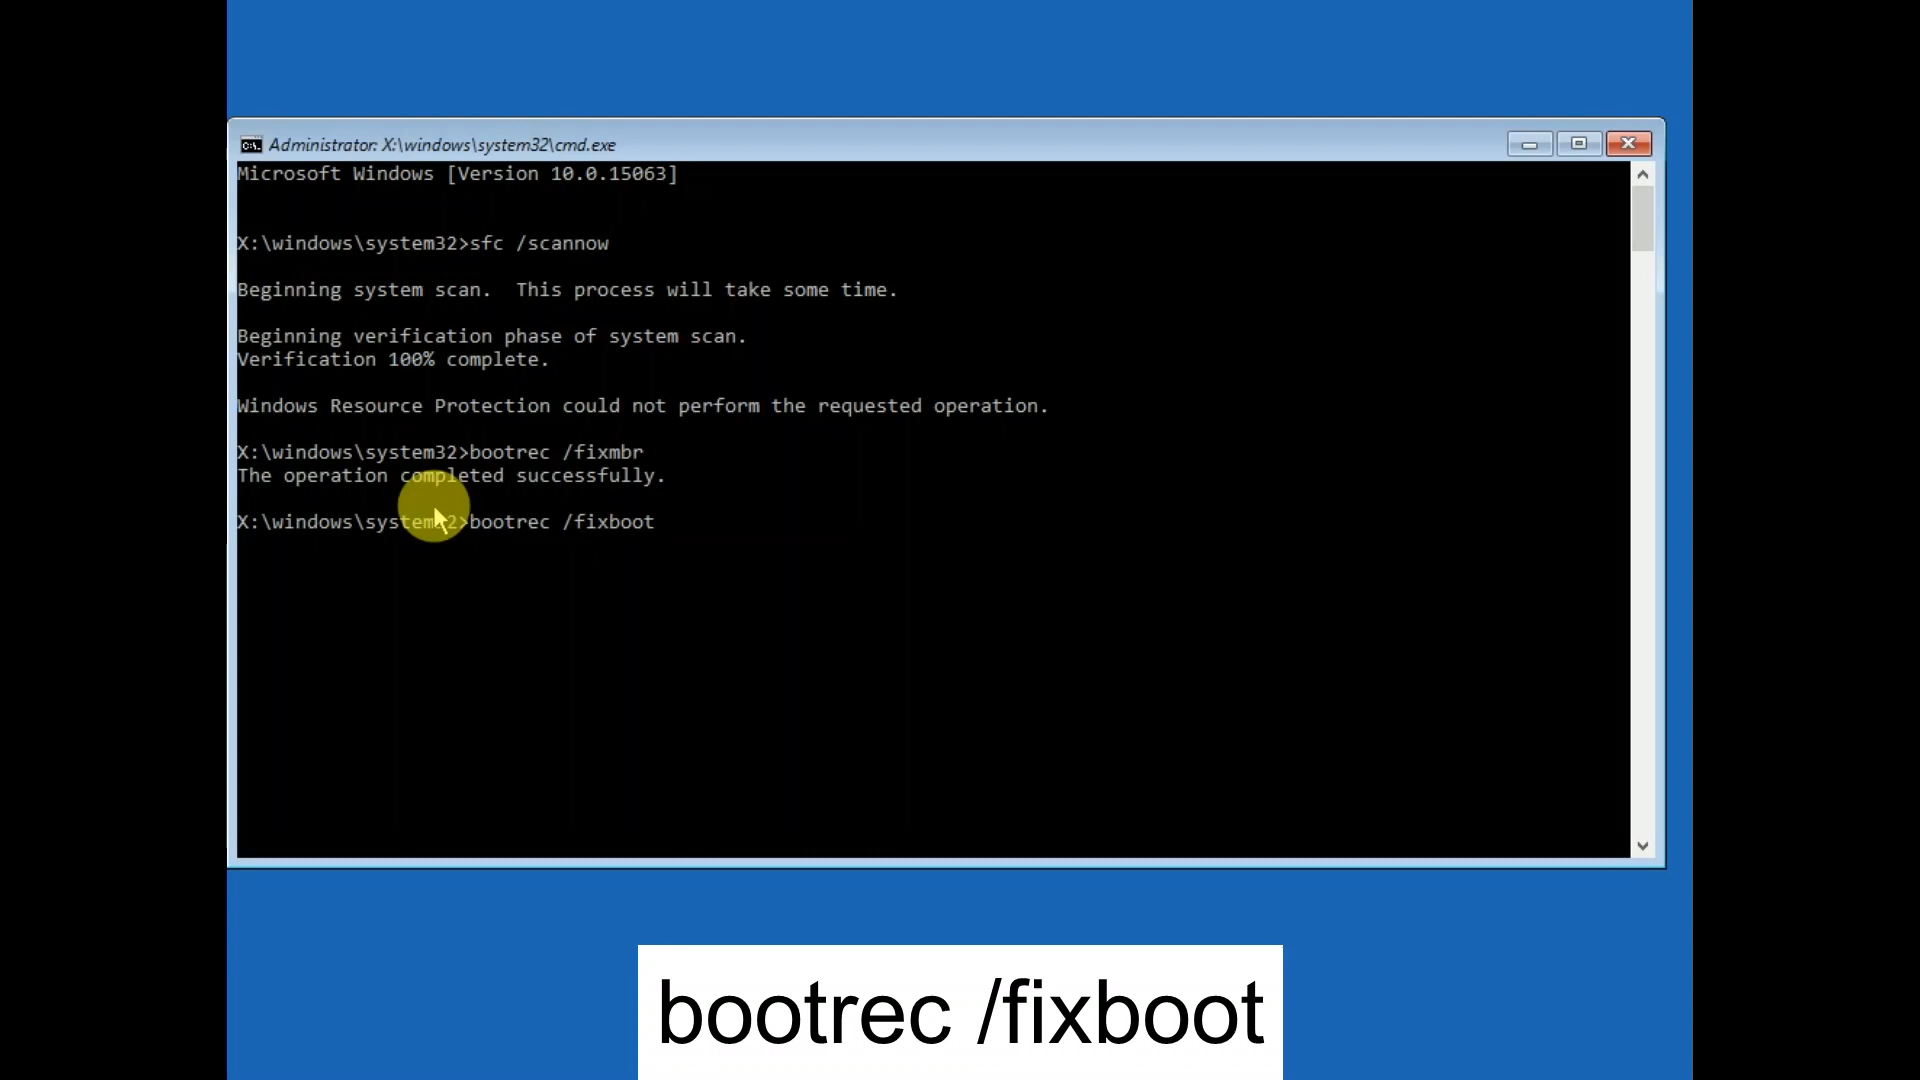 Administrator: X:\windows\system32\cmd.exe
Microsoft Windows [Version 10.0.15063]
X:\windows\system32>sfc /scannow
Beginning system scan.  This process will take some time.
Beginning verification phase of system scan.
Verification 100% complete.
Windows Resource Protection could not perform the requested operation.
X:\windows\system32>bootrec /fixmbr
The operation completed successfully.
X:\windows\system32>bootrec /fixboot
bootrec /fixboot